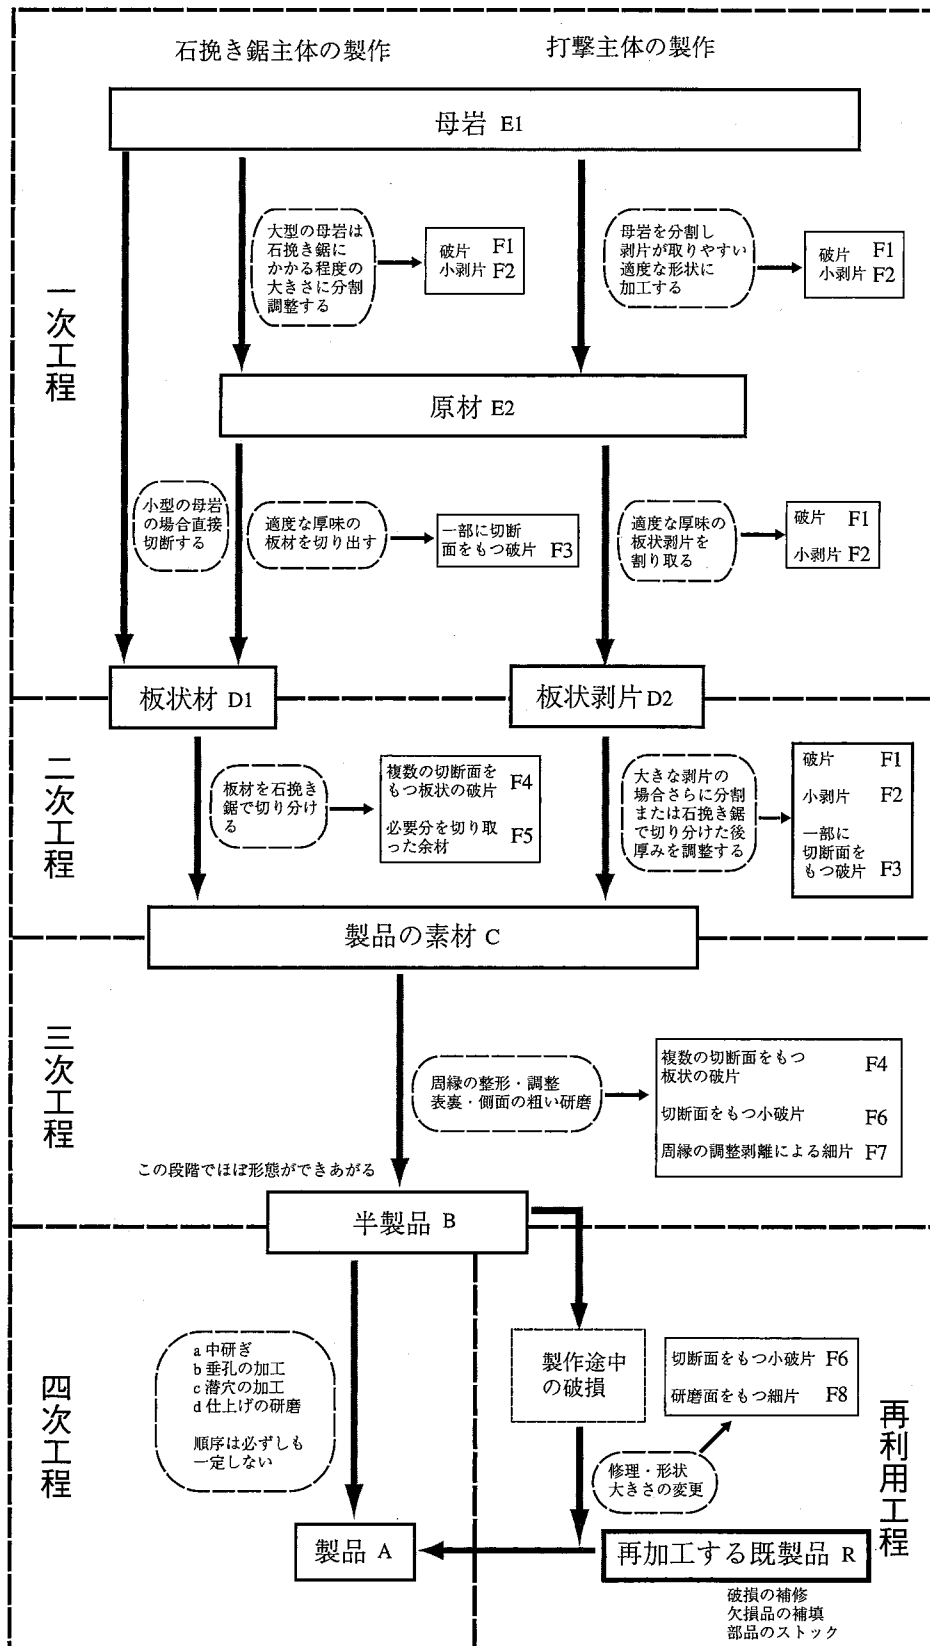 石挽き鋸主体の製作
打撃主体の製作
母岩 E1
大型の母岩は
石挽き鋸に
かかる程度の
大きさに分割
調整する
破片 F1
小剥片 F2
母岩を分割し
剥片が取りやすい
適度な形状に
加工する
破片 F1
小剥片 F2
一次工程
原材 E2
小型の母岩
の場合直接
切断する
適度な厚味の
板材を切り出す
一部に切断
面をもつ破片 F3
適度な厚味の
板状剥片を
割り取る
破片 F1
小剥片 F2
板状材 D1
板状剥片 D2
二次工程
板材を石挽き
鋸で切り分け
る
複数の切断面を
もつ板状の破片 F4
必要分を切り取
った余材 F5
大きな剥片の
場合さらに分割
または石挽き鋸
で切り分けた後
厚みを調整する
破片 F1
小剥片 F2
一部に
切断面を
もつ破片 F3
製品の素材 C
三次工程
周縁の整形・調整
表裏・側面の粗い研磨
複数の切断面をもつ
板状の破片 F4
切断面をもつ小破片 F6
周縁の調整剥離による細片 F7
この段階でほぼ形態ができあがる
半製品 B
四次工程
a 中研ぎ
b 垂孔の加工
c 潜穴の加工
d 仕上げの研磨
順序は必ずしも
一定しない
製作途中
の破損
切断面をもつ小破片 F6
研磨面をもつ細片 F8
修理・形状
大きさの変更
再利用工程
製品 A
再加工する既製品 R
破損の補修
欠損品の補填
部品のストック